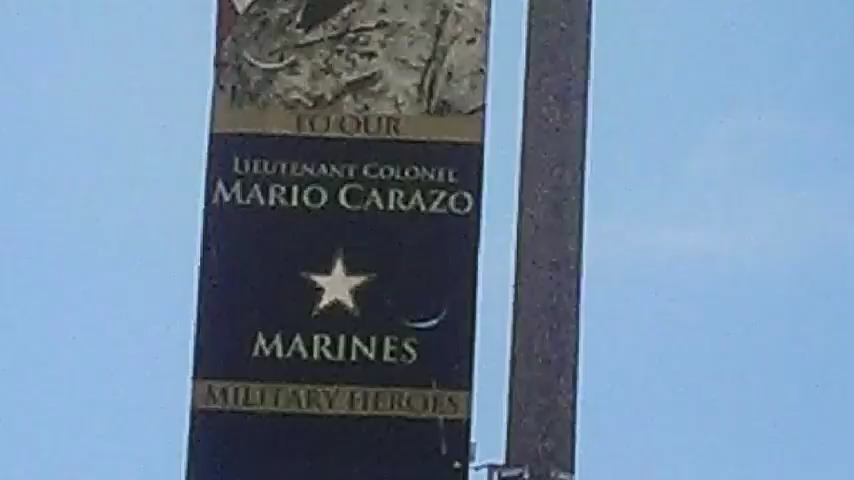 TO OUR
LIEUTENANT COLONEL
MARIO CARAZO
MARINES
MILITARY HEROES